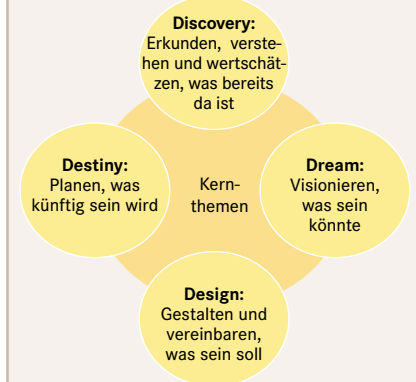 Discovery:
Erkunden, verste-
hen und wertschät-
zen, was bereits
da ist
Destiny:
Planen, was
künftig sein wird
Kern-
themen
Dream:
Visionieren,
was sein
könnte
Design:
Gestalten und
vereinbaren,
was sein soll